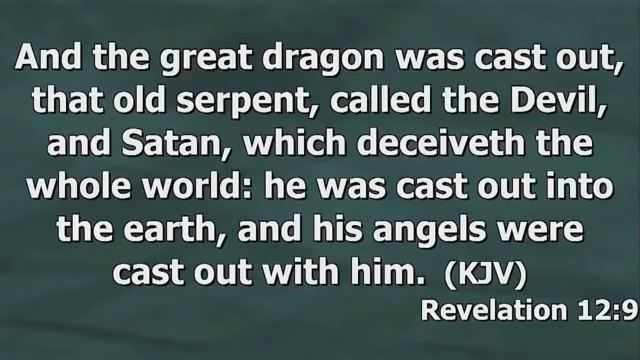 And the great dragon was cast out,
that old serpent, called the Devil,
and Satan, which deceiveth the
whole world: he was cast out into
the earth, and his angels were
cast out with him. (KJV)
Revelation 12:9